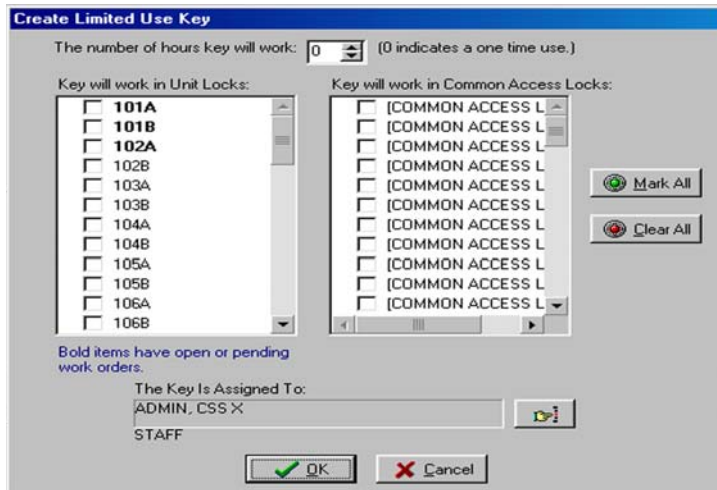 Create Limited Use Key
The number of hours key will work: 0 (0 indicates a one time use.)
Key will work in Unit Locks:
101A
101B
102A
102B
103A
103B
104A
104B
105A
105B
106A
106B
Key will work in Common Access Locks:
[COMMON ACCESS L
[COMMON ACCESS L
[COMMON ACCESS L
[COMMON ACCESS L
[COMMON ACCESS L
[COMMON ACCESS L
[COMMON ACCESS L
[COMMON ACCESS L
[COMMON ACCESS L
[COMMON ACCESS L
[COMMON ACCESS L
Mark All
Clear All
Bold items have open or pending
work orders.
The Key Is Assigned To:
ADMIN, CSS X
STAFF
OK
Cancel